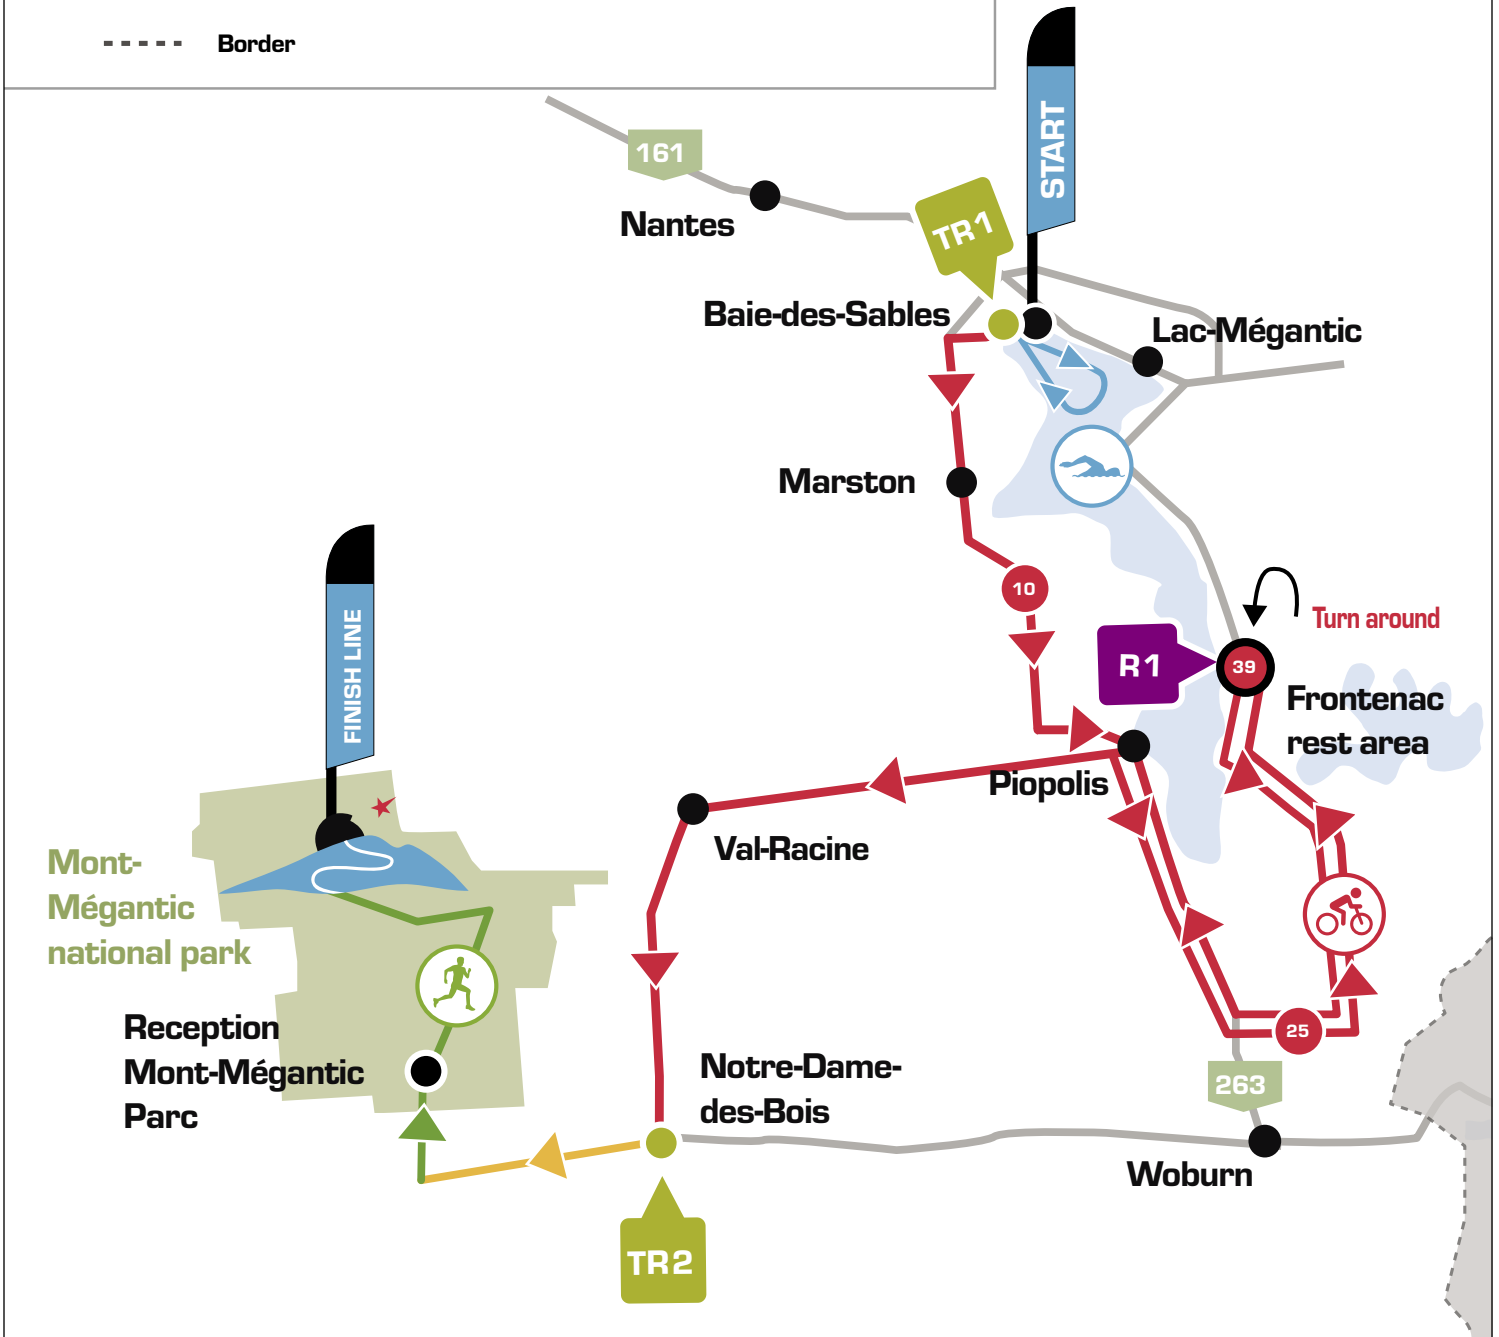 Border
START
161
Nantes
TR1
Baie-des-Sables
Lac-Mégantic
Marston
10
Turn around
R1
39
Frontenac
rest area
FINISH LINE
Piopolis
Val-Racine
Mont-
Mégantic
national park
Reception
Mont-Mégantic
Parc
25
Notre-Dame-
des-Bois
263
Woburn
TR2